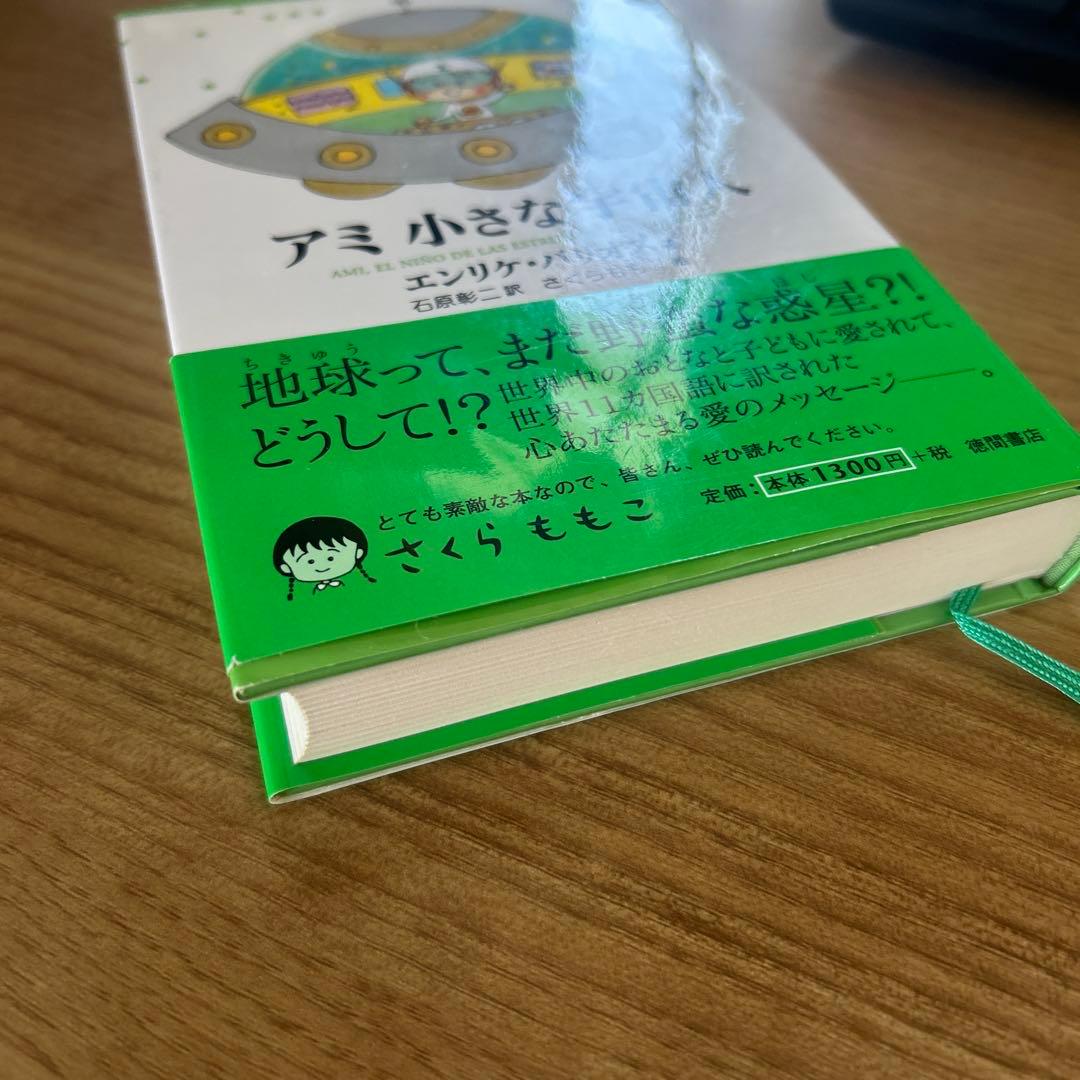 アミ 小さな
AMI, EL NIÑO DE LAS ESTRE
エンリケ・バ
石原彰二 訳 さくら
ちきゅう
地球って、まだ野蛮な惑星?!
どうして!?
世界中のおとなと子どもに愛されて、
世界11カ国語に訳された
心あたたまる愛のメッセージ――。
とても素敵な本なので、皆さん、ぜひ読んでください。
さくら ももこ
定価:本体1300円+税 徳間書店